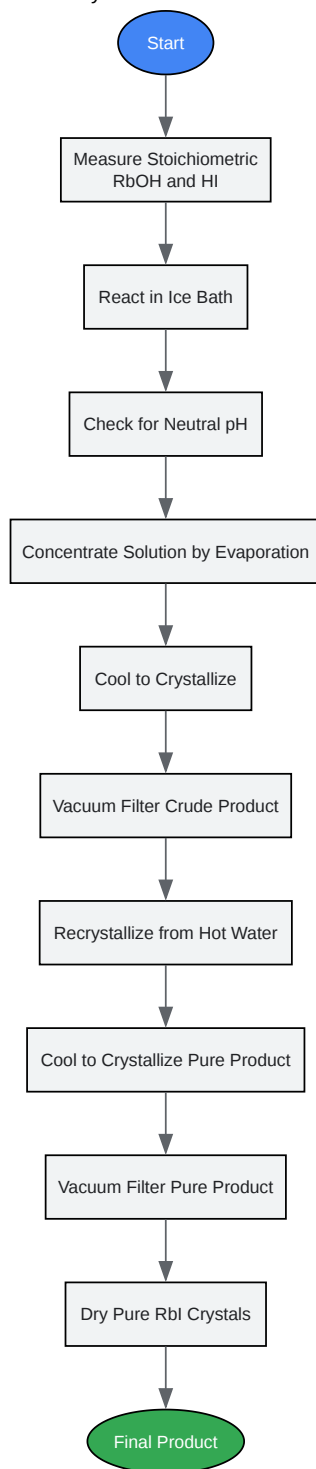 Start
Measure Stoichiometric
RbOH and HI
React in Ice Bath
Check for Neutral pH
Concentrate Solution by Evaporation
Cool to Crystallize
Vacuum Filter Crude Product
Recrystallize from Hot Water
Cool to Crystallize Pure Product
Vacuum Filter Pure Product
Dry Pure RbI Crystals
Final Product